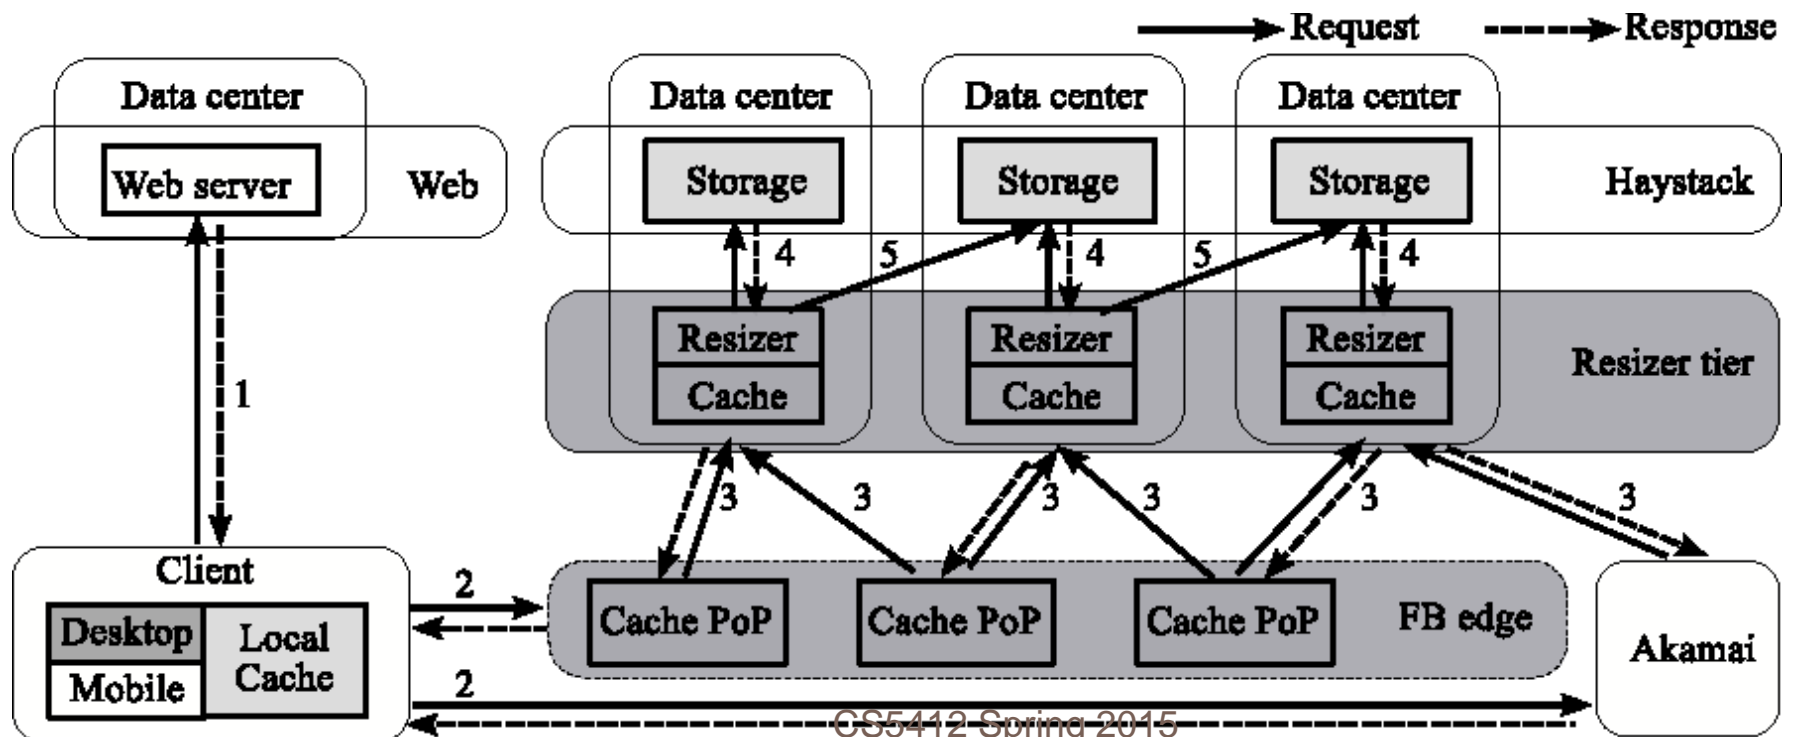 Request
Response
Data center
Data center
Data center
Data center
Web server
Web
Storage
Storage
Storage
Haystack
4
5
4
5
4
Resizer
Resizer
Resizer
Resizer tier
Cache
Cache
Cache
1
3
3
3
3
3
3
Client
Desktop
Mobile
Local
Cache
2
2
Cache PoP
Cache PoP
Cache PoP
FB edge
Akamai
CS5412 Spring 2015